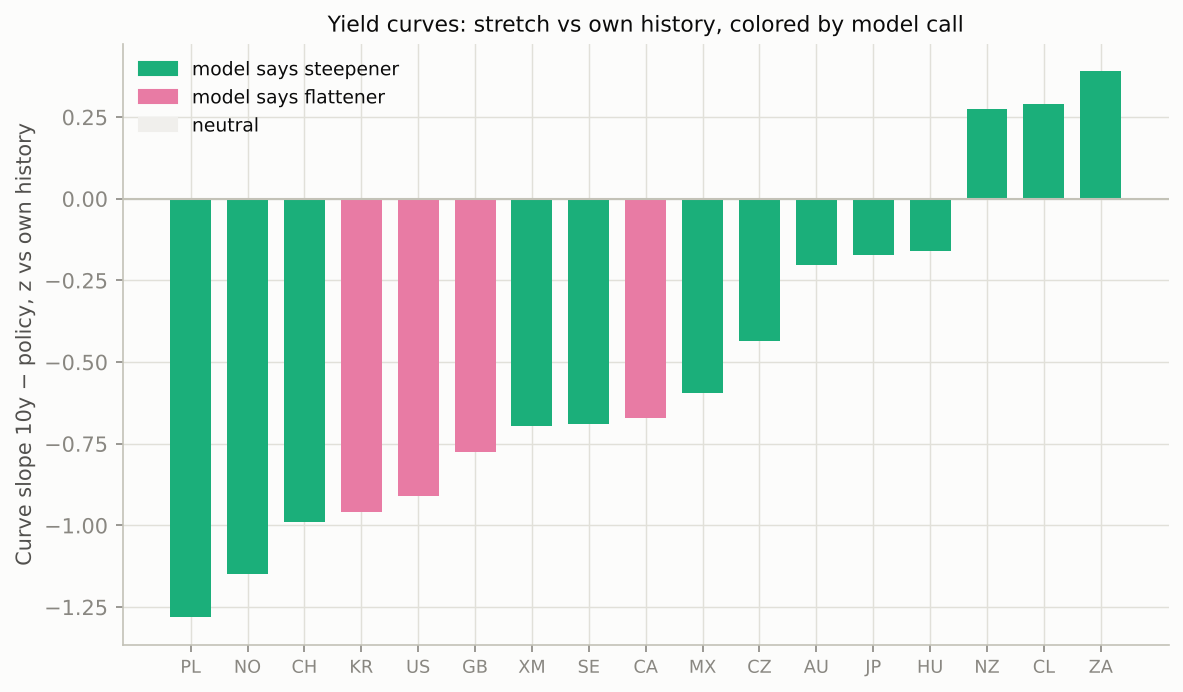 Yield curves: stretch vs own history, colored by model call
model says steepener
model says flattener
neutral
Curve slope 10y − policy, z vs own history
0.25
0.00
−0.25
−0.50
−0.75
−1.00
−1.25
PL NO CH KR US GB XM SE CA MX CZ AU JP HU NZ CL ZA